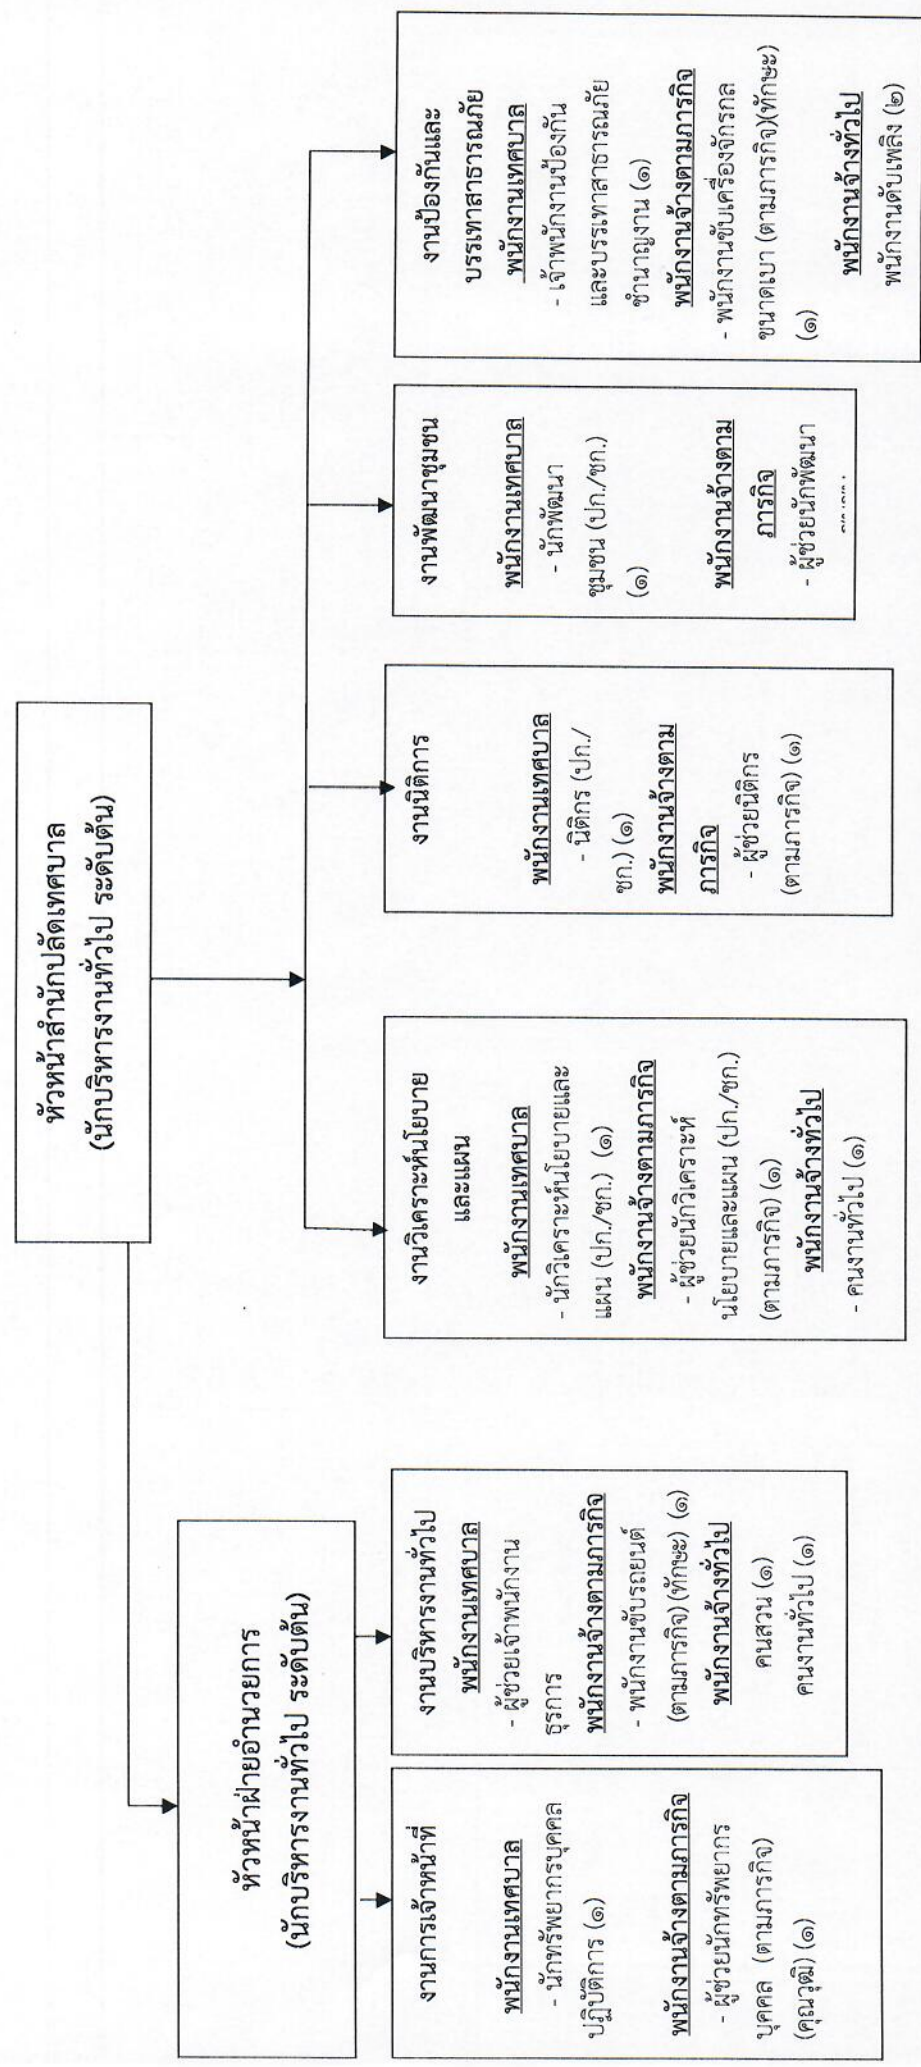 หัวหน้าสำนักปลัดเทศบาล
(นักบริหารงานทั่วไป ระดับต้น)
หัวหน้าฝ่ายอำนวยการ
(นักบริหารงานทั่วไป ระดับต้น)
งานการเจ้าหน้าที่
พนักงานเทศบาล
- นักทรัพยากรบุคคล
ปฏิบัติการ (๑)
พนักงานจ้างตามภารกิจ
- ผู้ช่วยนักทรัพยากร
บุคคล (ตามภารกิจ)
(คุณวุฒิ) (๑)
งานบริหารงานทั่วไป
พนักงานเทศบาล
- ผู้ช่วยเจ้าพนักงาน
ธุรการ
พนักงานจ้างตามภารกิจ
- พนักงานขับรถยนต์
(ตามภารกิจ) (ทักษะ) (๑)
พนักงานจ้างทั่วไป
คนสวน (๑)
คนงานทั่วไป (๑)
งานวิเคราะห์นโยบาย
และแผน
พนักงานเทศบาล
- นักวิเคราะห์นโยบายและ
แผน (ปก./ชก.) (๑)
พนักงานจ้างตามภารกิจ
- ผู้ช่วยนักวิเคราะห์
นโยบายและแผน (ปก./ชก.)
(ตามภารกิจ) (๑)
พนักงานจ้างทั่วไป
- คนงานทั่วไป (๑)
งานนิติการ
พนักงานเทศบาล
- นิติกร (ปก./
ชก.) (๑)
พนักงานจ้างตาม
ภารกิจ
- ผู้ช่วยนิติกร
(ตามภารกิจ) (๑)
งานพัฒนาชุมชน
พนักงานเทศบาล
- นักพัฒนา
ชุมชน (ปก./ชก.)
(๑)
พนักงานจ้างตาม
ภารกิจ
- ผู้ช่วยนักพัฒนา
งานป้องกันและ
บรรเทาสาธารณภัย
พนักงานเทศบาล
- เจ้าพนักงานป้องกัน
และบรรเทาสาธารณภัย
ชำนาญงาน (๑)
พนักงานจ้างตามภารกิจ
- พนักงานขับเครื่องจักรกล
ขนาดเบา (ตามภารกิจ)(ทักษะ)
(๑)
พนักงานจ้างทั่วไป
พนักงานดับเพลิง (๒)